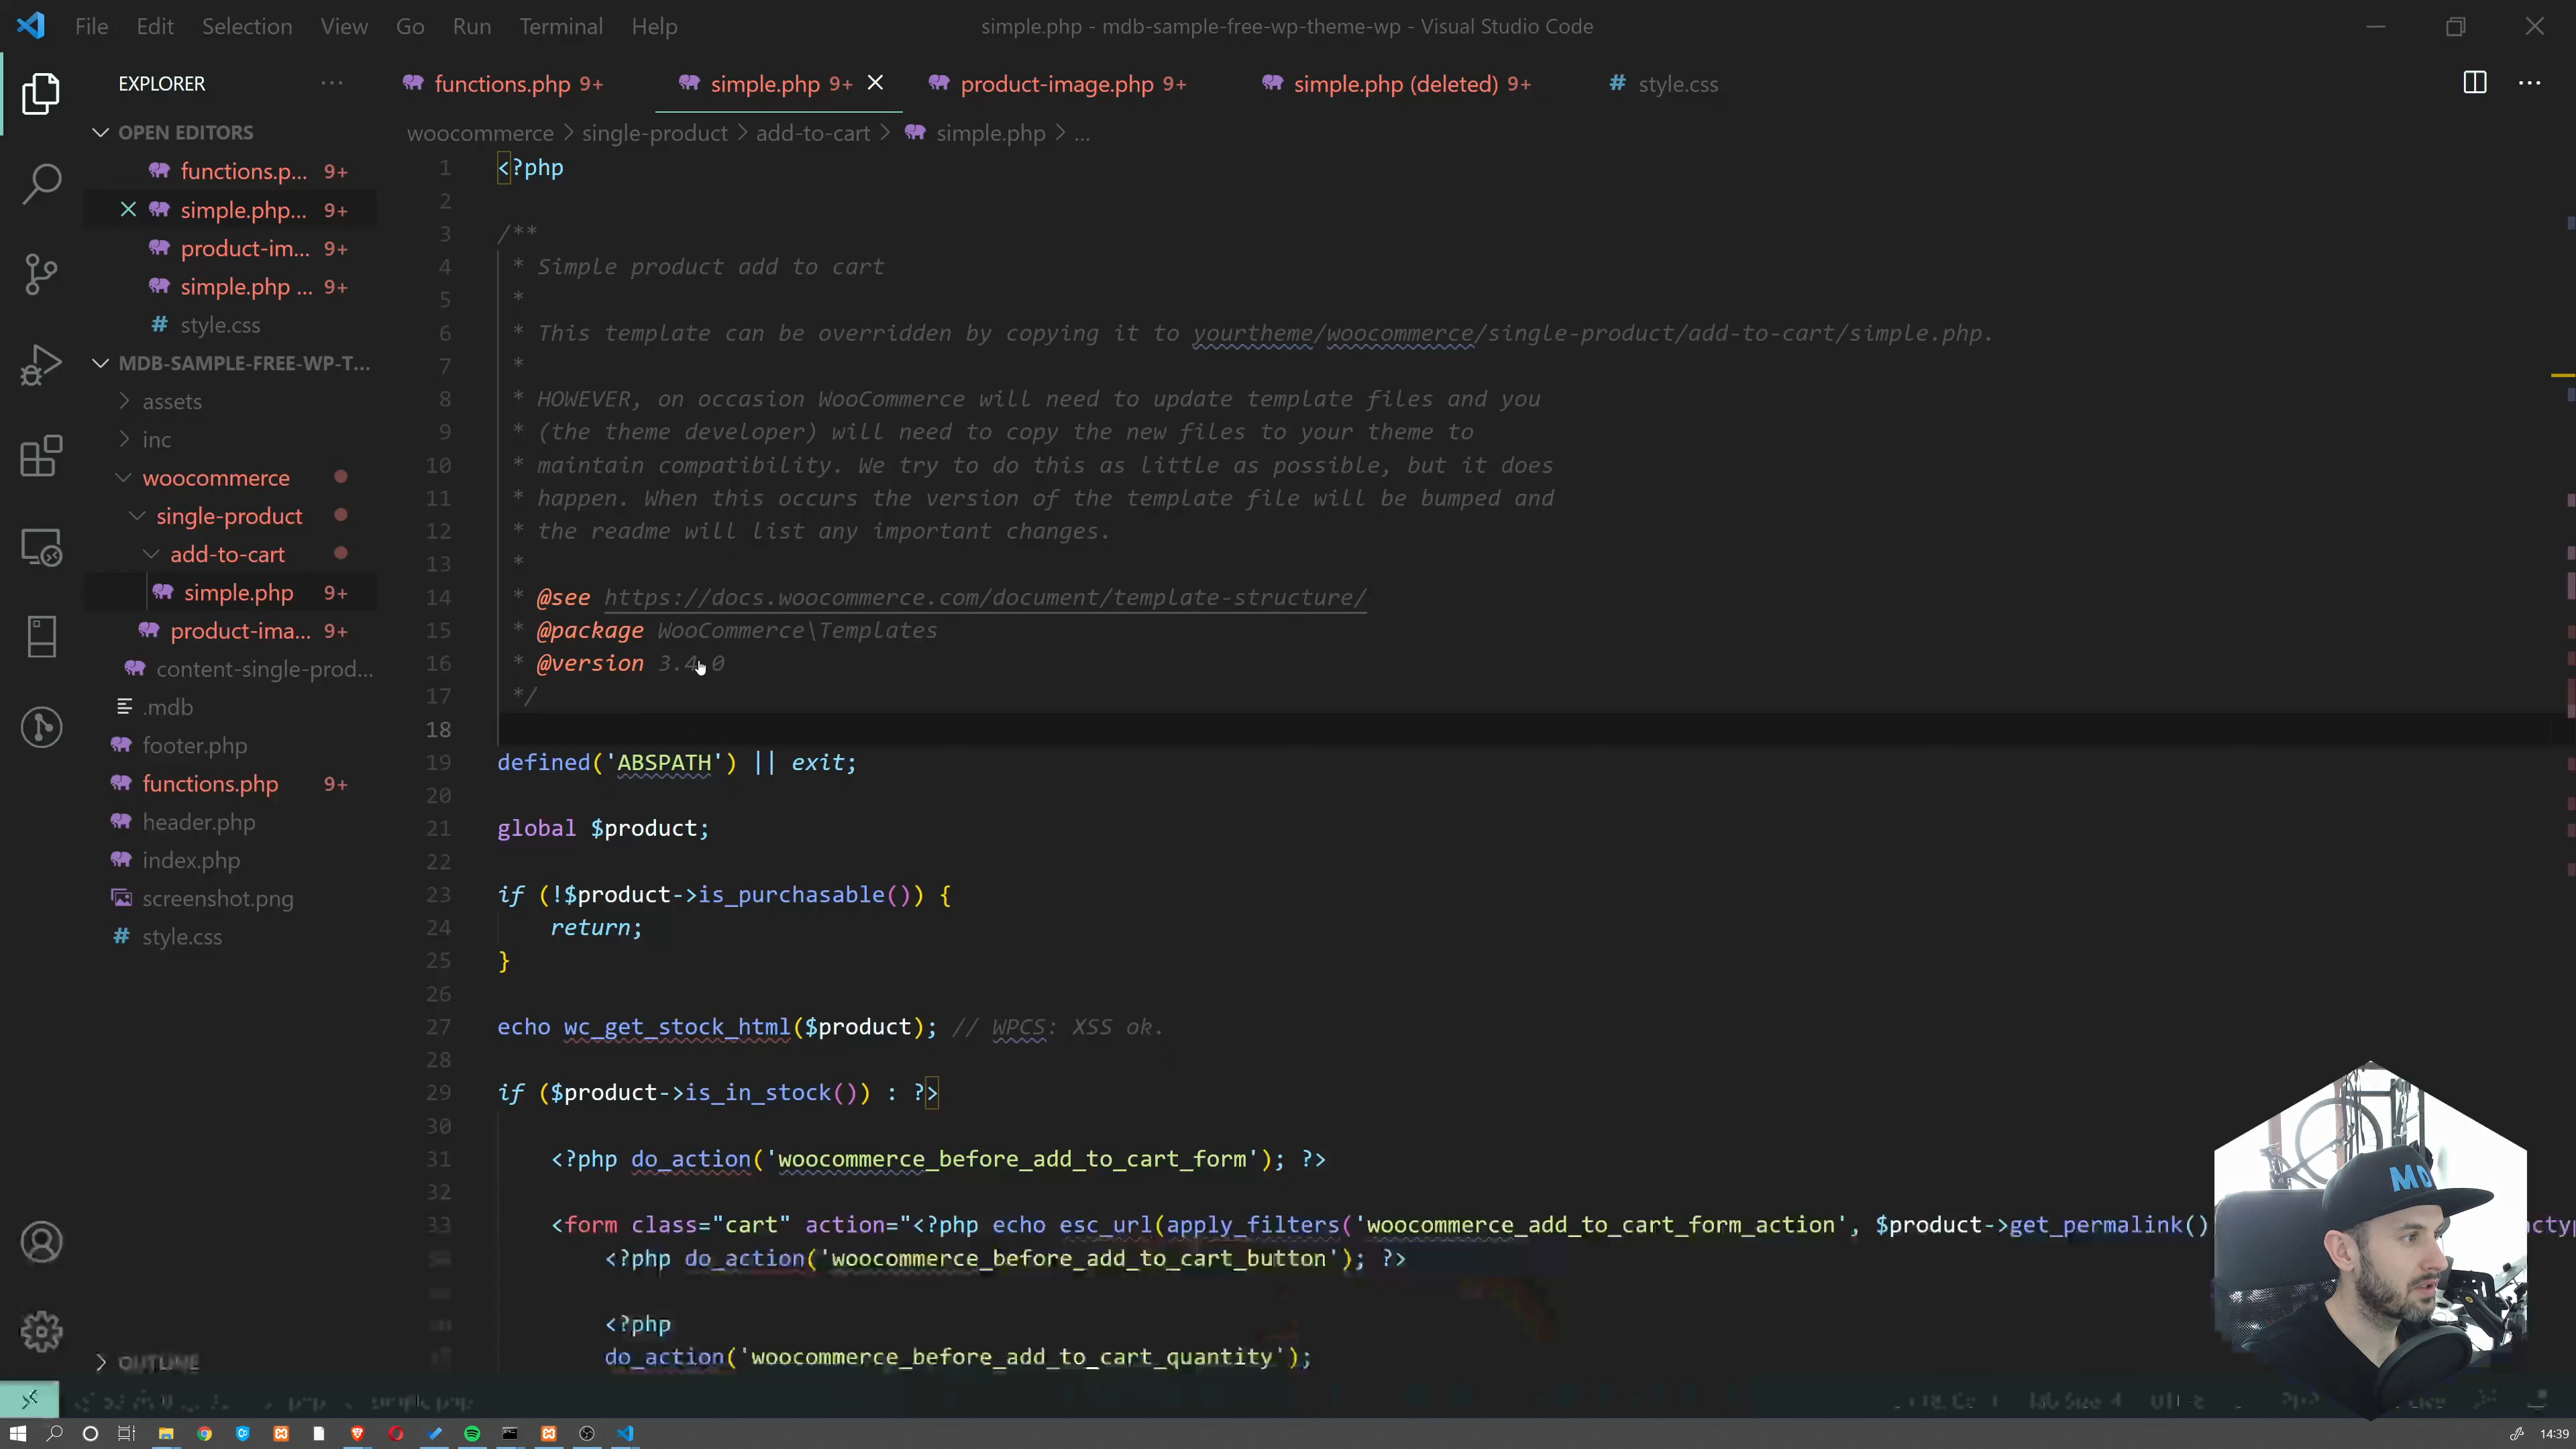 File Edit Selection View Go Run Terminal Help
simple.php - mdb-sample-free-wp-theme-wp - Visual Studio Code
EXPLORER
functions.php 9+
simple.php 9+
product-image.php 9+
simple.php (deleted) 9+
# style.css
OPEN EDITORS
functions.p... 9+
simple.php... 9+
product-im... 9+
simple.php ... 9+
# style.css
MDB-SAMPLE-FREE-WP-T...
assets
inc
woocommerce
single-product
add-to-cart
simple.php 9+
product-ima... 9+
content-single-prod...
.mdb
footer.php
functions.php 9+
header.php
index.php
screenshot.png
# style.css
woocommerce > single-product > add-to-cart > simple.php > ...
1 <?php
2
3 /**
4 * Simple product add to cart
5 *
6 * This template can be overridden by copying it to yourtheme/woocommerce/single-product/add-to-cart/simple.php.
7 *
8 * HOWEVER, on occasion WooCommerce will need to update template files and you
9 * (the theme developer) will need to copy the new files to your theme to
10 * maintain compatibility. We try to do this as little as possible, but it does
11 * happen. When this occurs the version of the template file will be bumped and
12 * the readme will list any important changes.
13 *
14 * @see https://docs.woocommerce.com/document/template-structure/
15 * @package WooCommerce\Templates
16 * @version 3.4.0
17 */
18
19 defined('ABSPATH') || exit;
20
21 global $product;
22
23 if (!$product->is_purchasable()) {
24 return;
25 }
26
27 echo wc_get_stock_html($product); // WPCS: XSS ok.
28
29 if ($product->is_in_stock()) : ?>
30
31 <?php do_action('woocommerce_before_add_to_cart_form'); ?>
32
33 <form class="cart" action="<?php echo esc_url(apply_filters('woocommerce_add_to_cart_form_action', $product->get_permalink()
<?php do_action('woocommerce_before_add_to_cart_button'); ?>
<?php
do_action('woocommerce_before_add_to_cart_quantity');
OUTLINE
MD
14:39